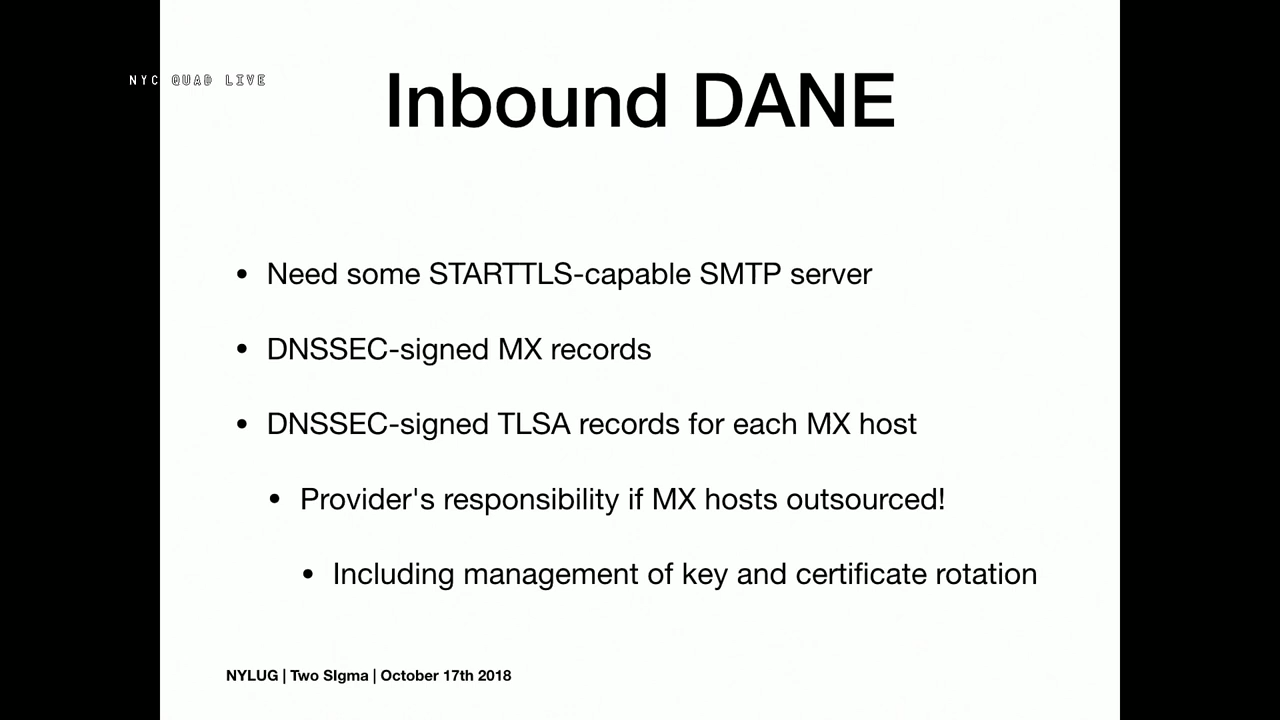 NYC QUAD LIVE
Inbound DANE
• Need some STARTTLS-capable SMTP server
• DNSSEC-signed MX records
• DNSSEC-signed TLSA records for each MX host
• Provider's responsibility if MX hosts outsourced!
• Including management of key and certificate rotation
NYLUG | Two SIgma | October 17th 2018